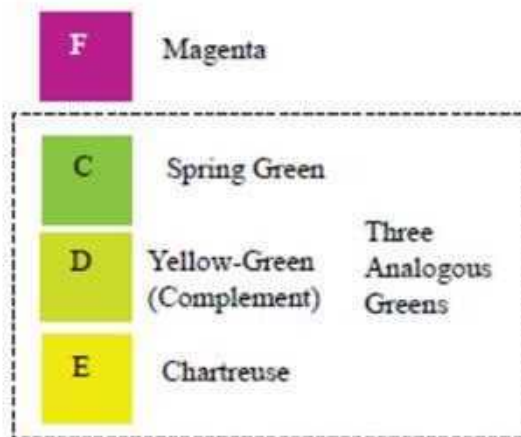 F Magenta
C Spring Green
D Yellow-Green
(Complement)
Three
Analogous
Greens
E Chartreuse